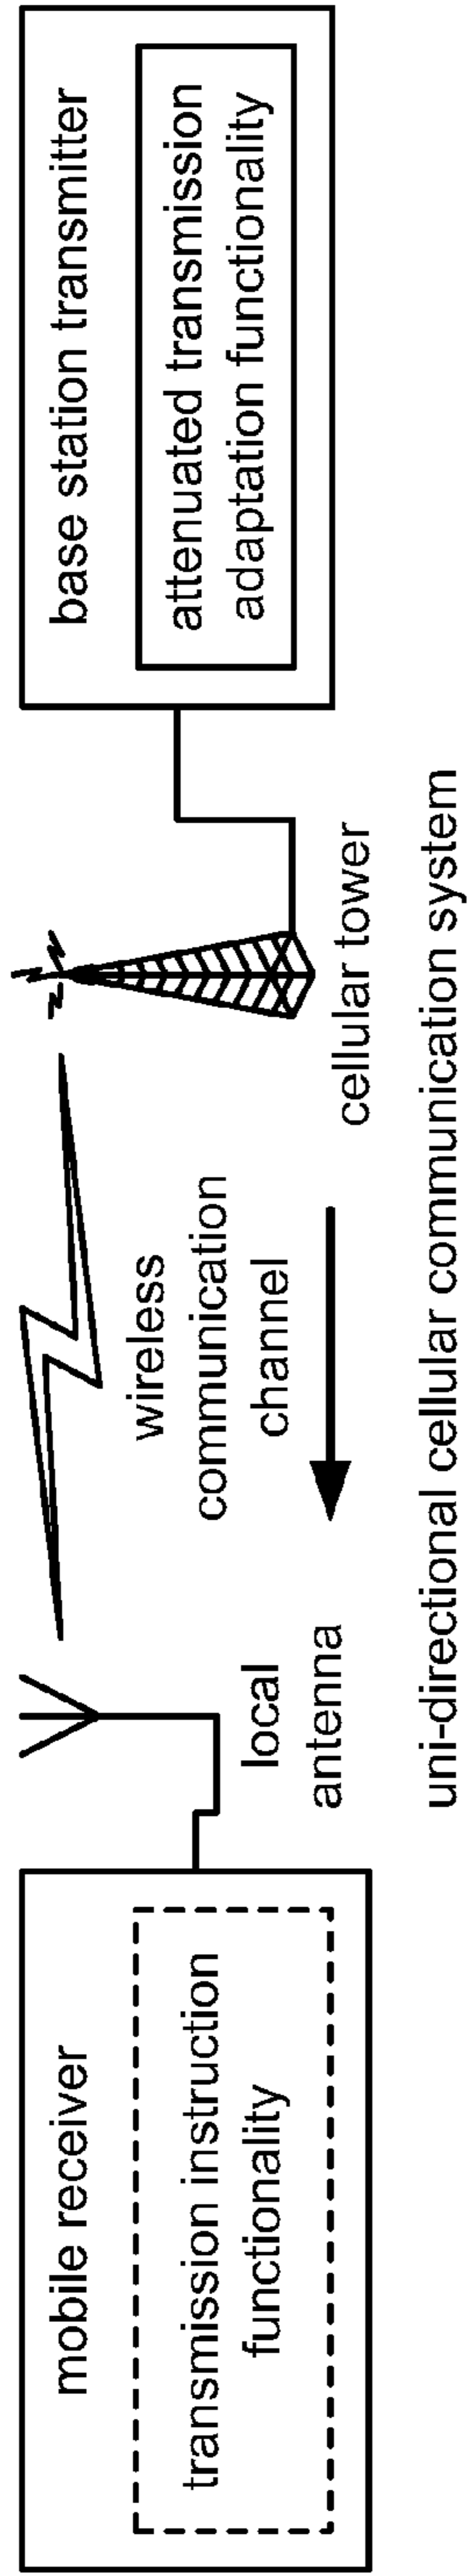 mobile receiver
transmission instruction
functionality
local
antenna
wireless
communication
channel
cellular tower
base station transmitter
attenuated transmission
adaptation functionality
uni-directional cellular communication system